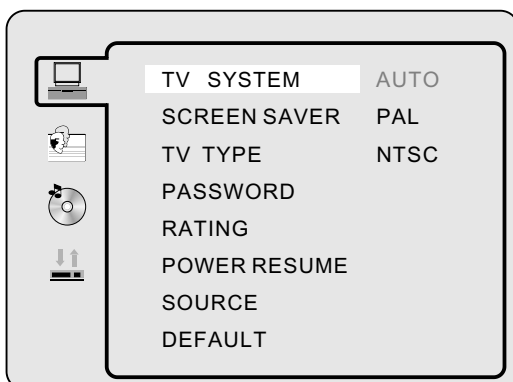 TV SYSTEM AUTO
SCREEN SAVER PAL
TV TYPE NTSC
PASSWORD
RATING
POWER RESUME
SOURCE
DEFAULT